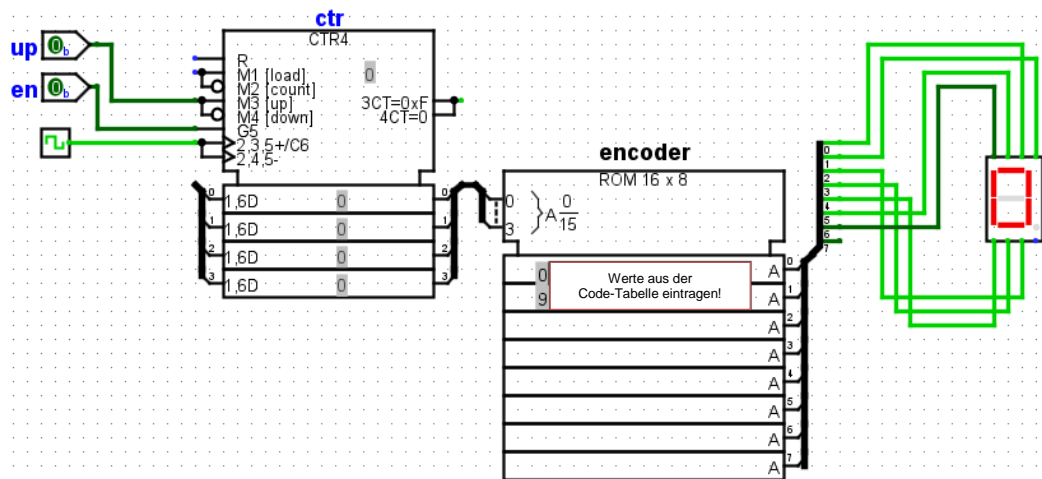 ctr
CTR4
up 0b
en 0b
R
M1 [load]
M2 [count]
M3 [up]
M4 [down]
G5
2,3,5+/C6
2,4,5-
0
3CT=0xF
4CT=0
0 1,6D 0 0
1 1,6D 0 1
2 1,6D 0 2
3 1,6D 0 3
encoder
ROM 16 x 8
0
3
A 0
15
0
9
Werte aus der
Code-Tabelle eintragen!
A 0
A 1
A 2
A 3
A 4
A 5
A 6
A 7
0
1
2
3
4
5
6
7
0